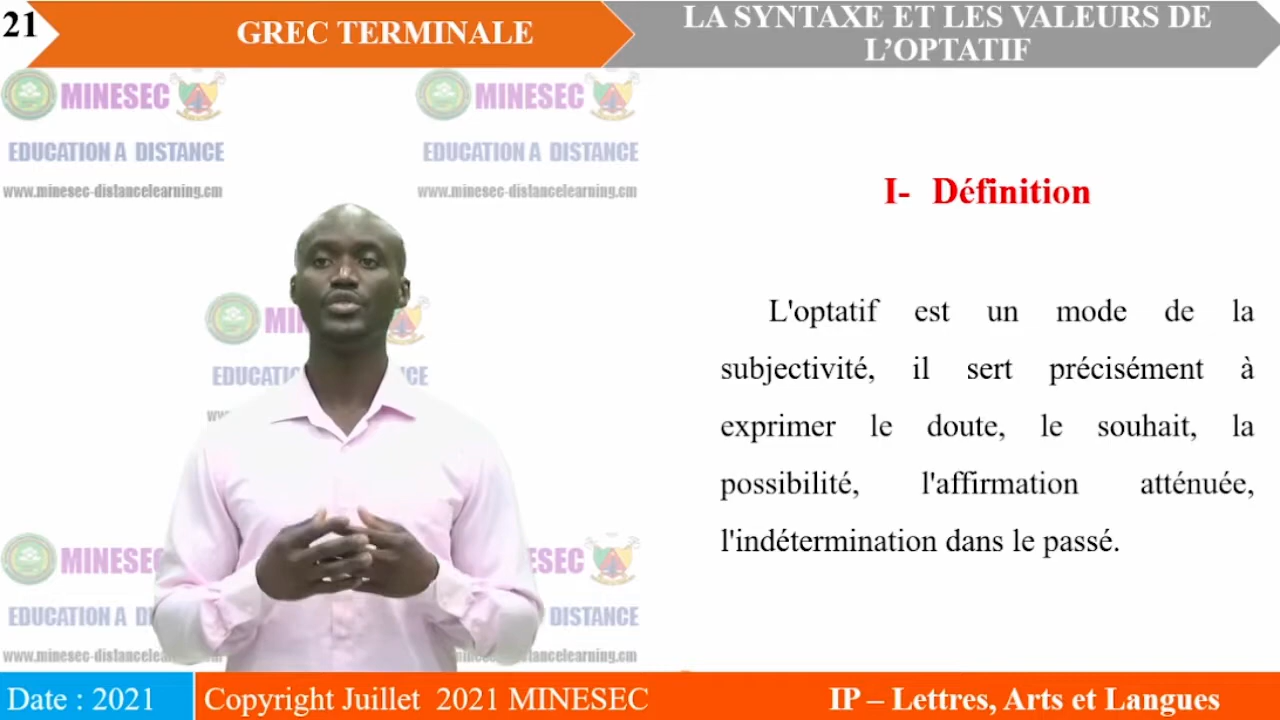 21
GREC TERMINALE
LA SYNTAXE ET LES VALEURS DE
L'OPTATIF
MINESEC
EDUCATION A DISTANCE
www.minesec-distancelearning.cm
MINESEC
EDUCATION A DISTANCE
www.minesec-distancelearning.cm
I- Définition
L'optatif est un mode de la
subjectivité, il sert précisément à
exprimer le doute, le souhait, la
possibilité, l'affirmation atténuée,
l'indétermination dans le passé.
MINESEC
EDUCATION A
DISTANCE
Date : 2021
Copyright Juillet 2021 MINESEC
IP – Lettres, Arts et Langues